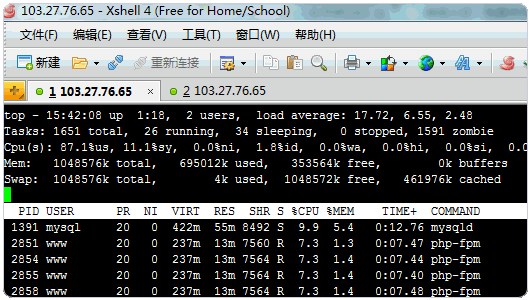 103.27.76.65 - Xshell 4 (Free for Home/School)
文件(F) 编辑(E) 查看(V) 工具(T) 窗口(W) 帮助(H)
新建 重新连接
1 103.27.76.65 × 2 103.27.76.65
top - 15:42:08 up  1:18,  2 users,  load average: 17.72, 6.55, 2.48
Tasks: 1651 total,  26 running,  34 sleeping,   0 stopped, 1591 zombie
Cpu(s): 87.1%us, 11.1%sy,  0.0%ni,  1.8%id,  0.0%wa,  0.0%hi,  0.0%si,  0.
Mem:   1048576k total,   695012k used,   353564k free,        0k buffers
Swap:  1048576k total,        4k used,  1048572k free,   461976k cached
PID USER PR NI VIRT RES SHR S %CPU %MEM TIME+ COMMAND
1391 mysql 20 0 422m 55m 8492 S 9.9 5.4 0:12.76 mysqld
2851 www 20 0 237m 13m 7560 R 7.3 1.3 0:07.47 php-fpm
2854 www 20 0 237m 13m 7564 R 7.3 1.4 0:07.44 php-fpm
2855 www 20 0 237m 13m 7564 R 7.3 1.4 0:07.40 php-fpm
2858 www 20 0 237m 13m 7564 R 7.3 1.4 0:07.48 php-fpm